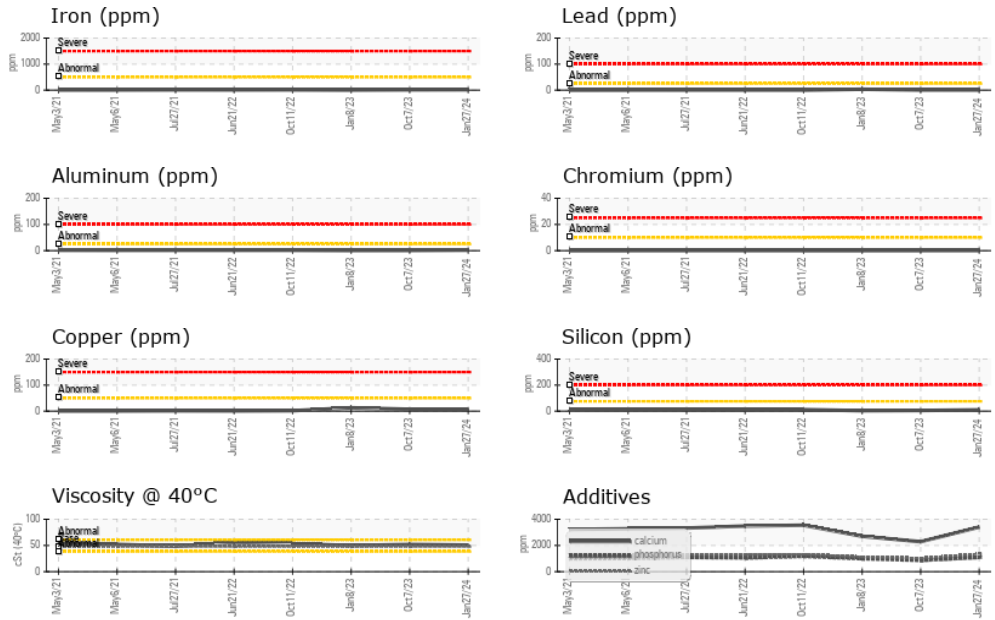 Iron (ppm)
2000
1000
0
ppm
Severe
Abnormal
May3/21
May6/21
Jul27/21
Jun21/22
Oct11/22
Jan8/23
Oct7/23
Jan27/24
Lead (ppm)
200
100
0
ppm
Severe
Abnormal
May3/21
May6/21
Jul27/21
Jun21/22
Oct11/22
Jan8/23
Oct7/23
Jan27/24
Aluminum (ppm)
200
100
0
ppm
Severe
Abnormal
May3/21
May6/21
Jul27/21
Jun21/22
Oct11/22
Jan8/23
Oct7/23
Jan27/24
Chromium (ppm)
40
20
0
ppm
Severe
Abnormal
May3/21
May6/21
Jul27/21
Jun21/22
Oct11/22
Jan8/23
Oct7/23
Jan27/24
Copper (ppm)
200
100
0
ppm
Severe
Abnormal
May3/21
May6/21
Jul27/21
Jun21/22
Oct11/22
Jan8/23
Oct7/23
Jan27/24
Silicon (ppm)
400
200
0
ppm
Severe
Abnormal
May3/21
May6/21
Jul27/21
Jun21/22
Oct11/22
Jan8/23
Oct7/23
Jan27/24
Viscosity @ 40°C
100
50
0
cSt (40°C)
Abnormal
Base
Abnormal
May3/21
May6/21
Jul27/21
Jun21/22
Oct11/22
Jan8/23
Oct7/23
Jan27/24
Additives
4000
2000
0
ppm
calcium
phosphorus
zinc
May3/21
May6/21
Jul27/21
Jun21/22
Oct11/22
Jan8/23
Oct7/23
Jan27/24